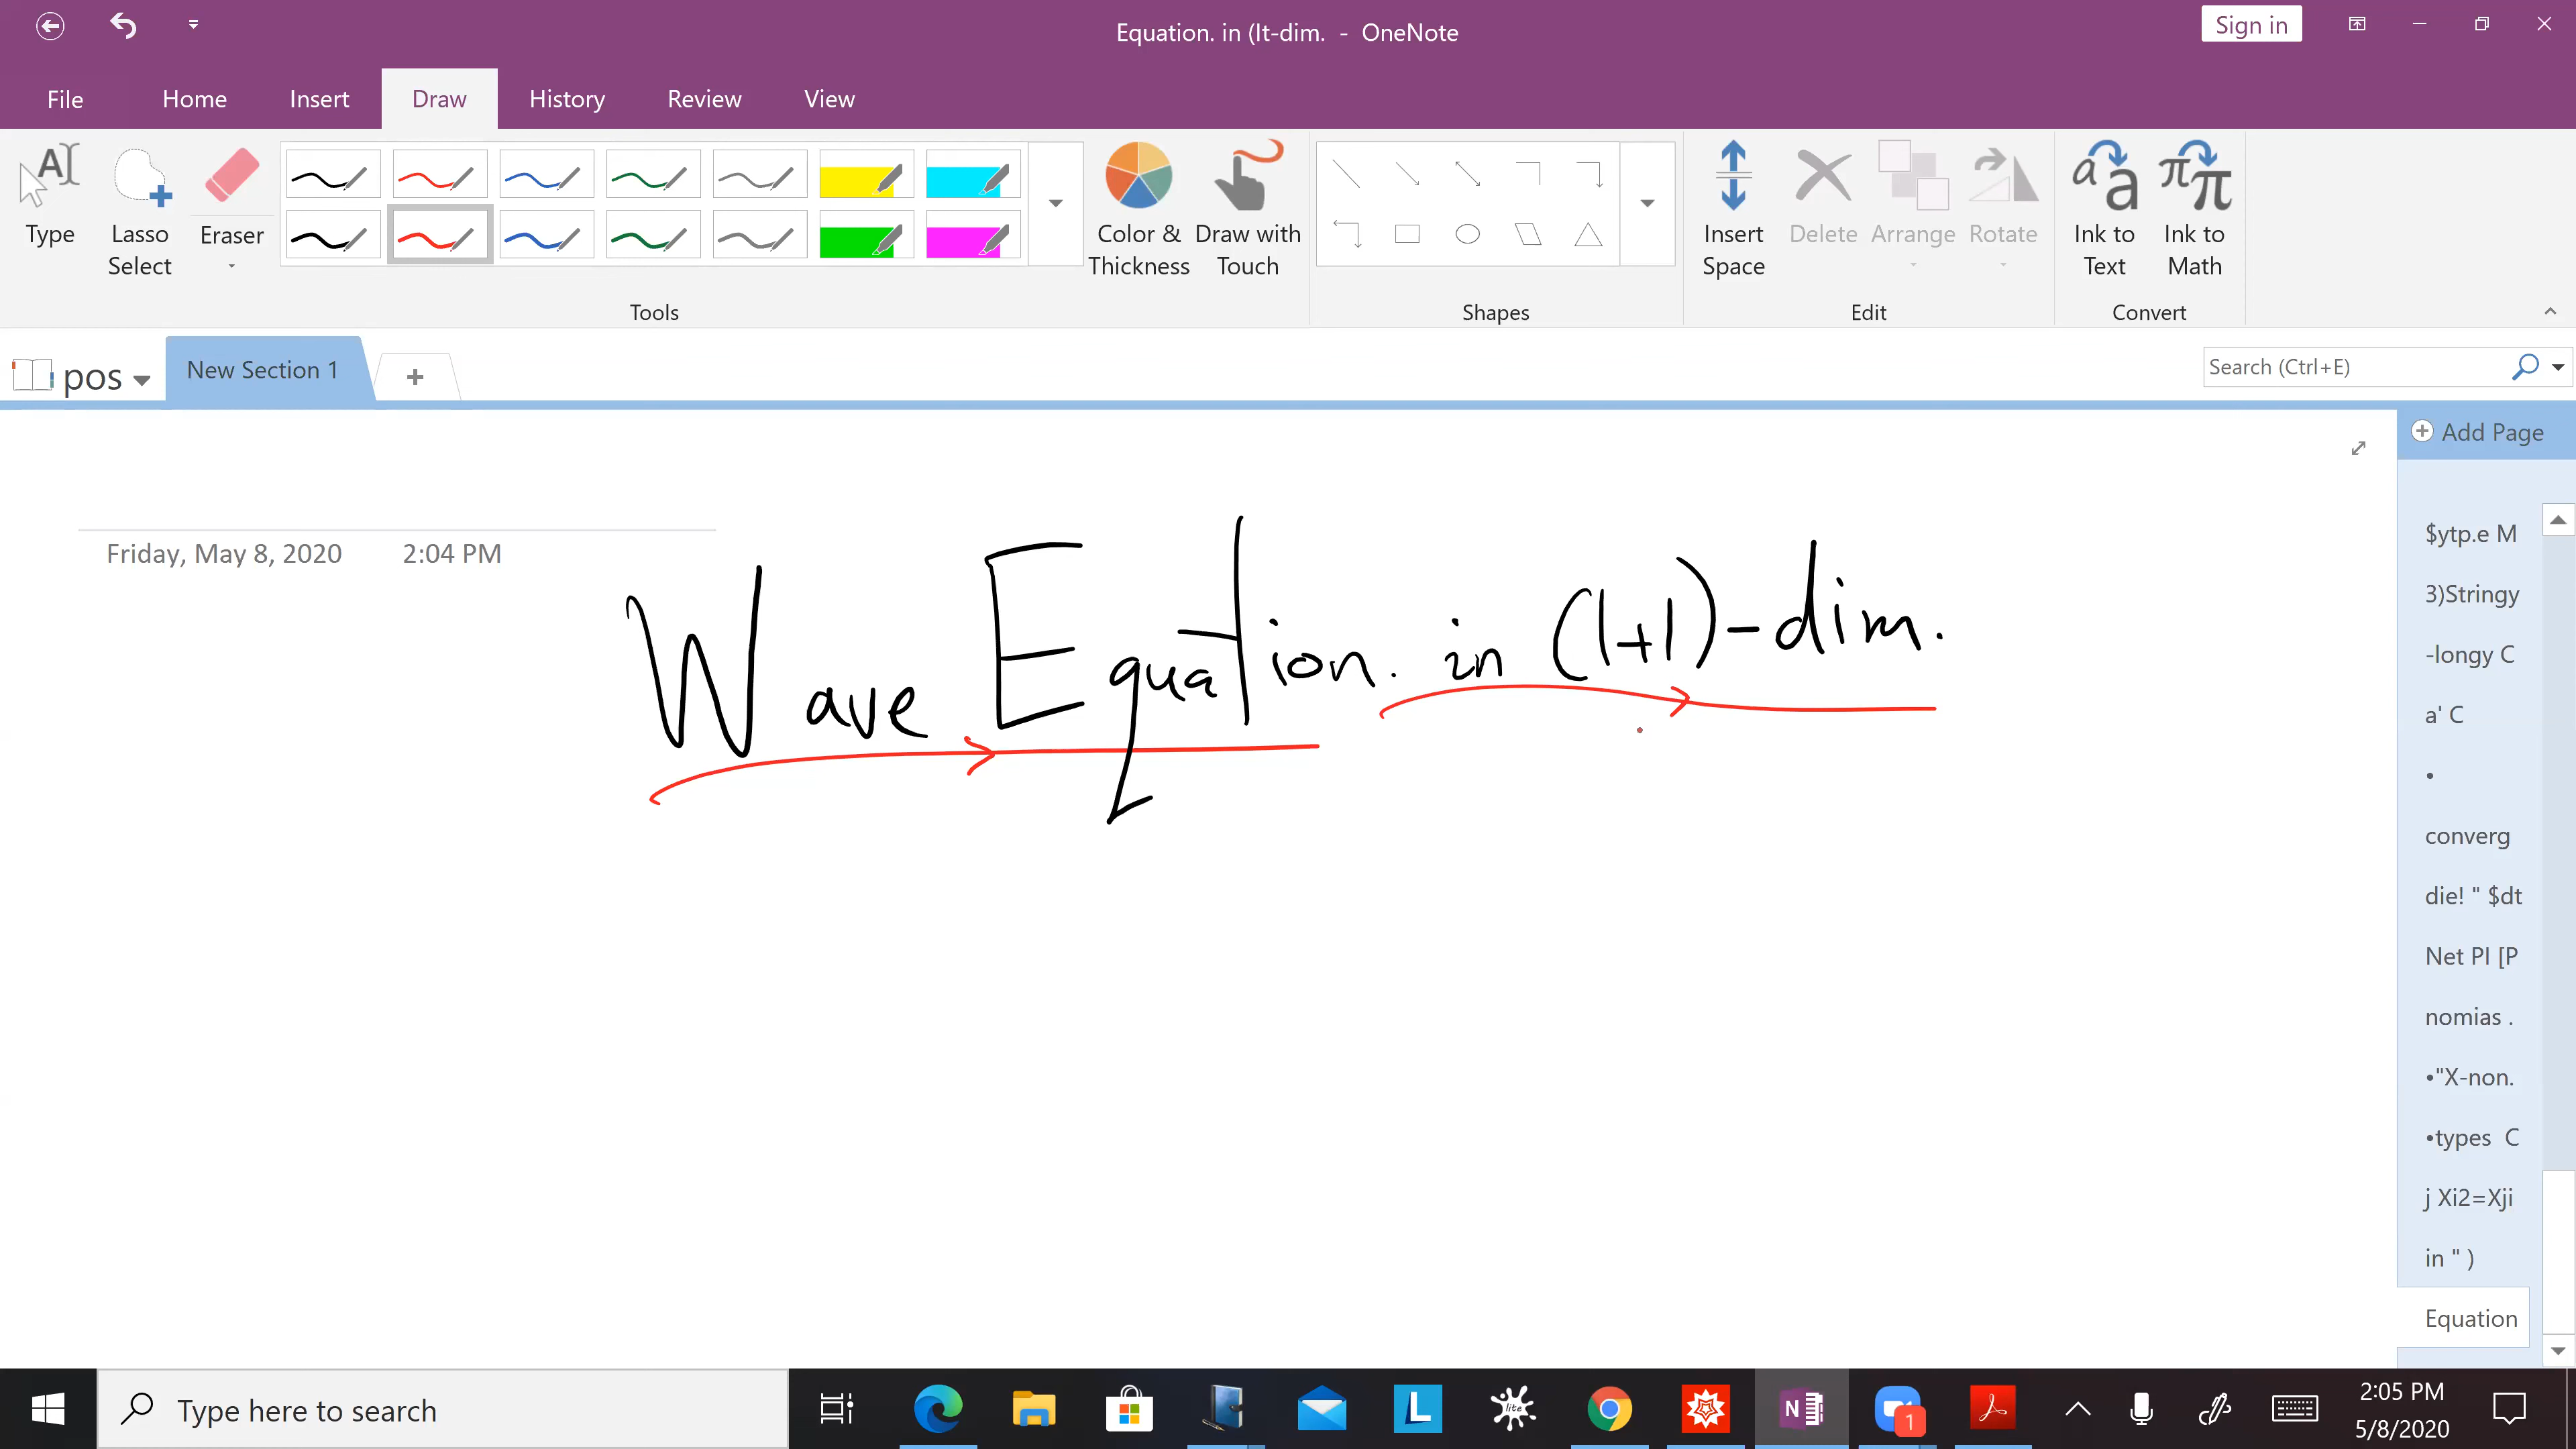 Equation. in (It-dim. - OneNote
Sign in
File Home Insert Draw History Review View
Type
Lasso Select
Eraser
Color & Thickness
Draw with Touch
Insert Space
Delete
Arrange
Rotate
Ink to Text
Ink to Math
Tools
Shapes
Edit
Convert
pos
New Section 1
Search (Ctrl+E)
Add Page
Friday, May 8, 2020 2:04 PM
Wave Equation. in (1+1)-dim.
$ytp.e M
3)Stringy
-longy C
a' C
•
converg
die! " $dt
Net PI [P
nomias .
•"X-non.
•types C
j Xi2=Xji
in " )
Equation
Type here to search
L
lite
N
1
2:05 PM
5/8/2020